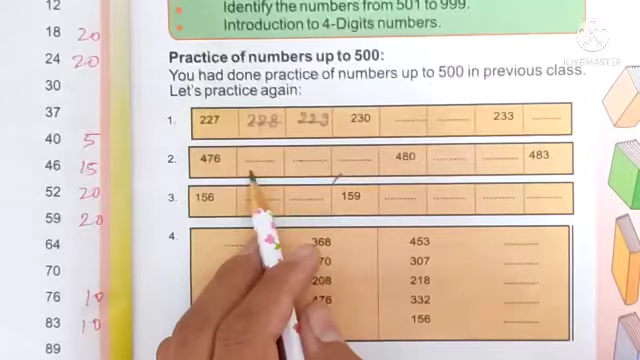 Identify the numbers from 501 to 999.
Introduction to 4-Digits numbers.
KINEMASTER
Practice of numbers up to 500:
You had done practice of numbers up to 500 in previous class.
Let's practice again:
1. 227 228 229 230 ............ ............ 233 ............
2. 476 ............ ............ ............ 480 ............ ............ 483
3. 156 ............ ............ 159 ............ ............ ............ ............
4.
368 453 ............
70 307 ............
208 218 ............
476 332 ............
156 ............
12
18 20
24 20
30
37
40 5
46 15
52 20
59 20
64
70
76 10
83 10
89